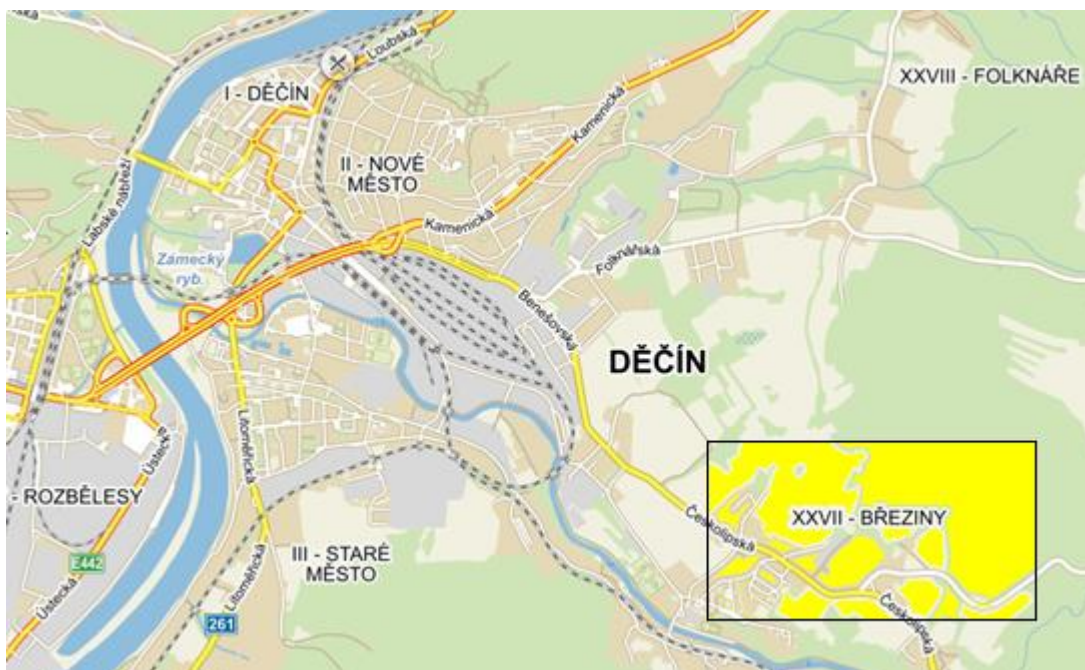 Loubská
I - DĚČÍN
XXVIII - FOLKNÁŘE
Kamenická
II - NOVÉ
MĚSTO
Labské nábřeží
Kamenická
Zámecký
ryb.
Folknářská
Benešovská
DĚČÍN
Litoměřická
Ústecká
- ROZBĚLESY
XXVII - BŘEZINY
Českolipská
III - STARÉ
MĚSTO
E442
Litoměřická
Ústecká
261
Českolipská